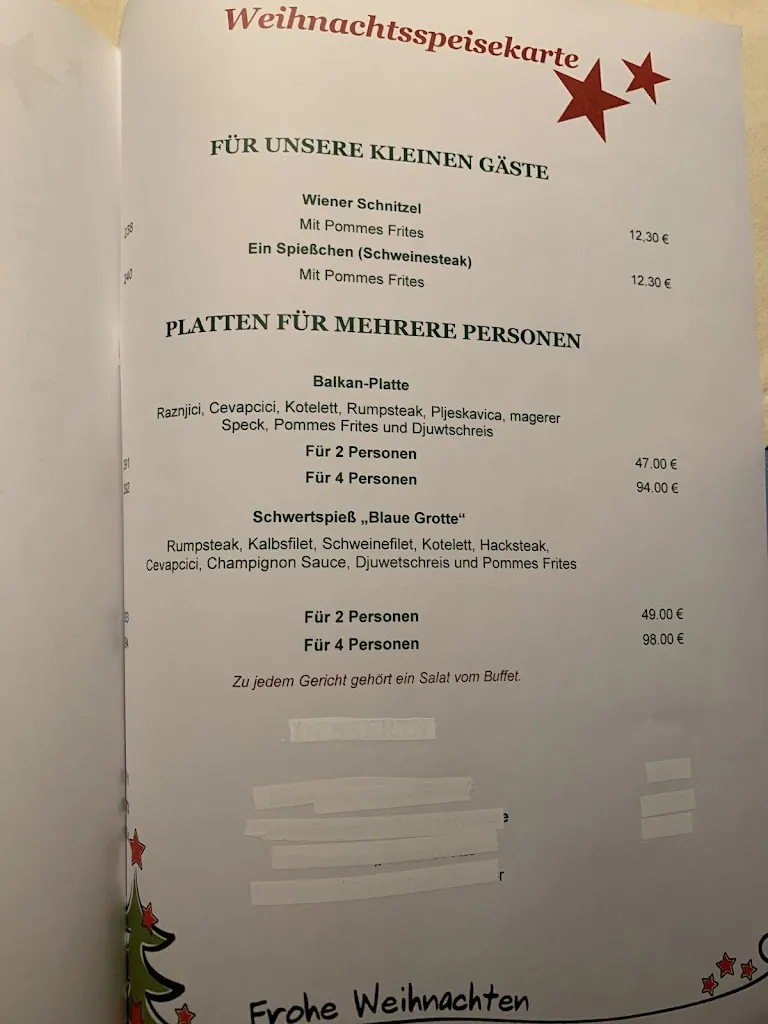 Weihnachtsspeisekarte
FÜR UNSERE KLEINEN GÄSTE
Wiener Schnitzel
238 Mit Pommes Frites 12,30 €
Ein Spießchen (Schweinesteak)
240 Mit Pommes Frites 12.30 €
PLATTEN FÜR MEHRERE PERSONEN
Balkan-Platte
Raznjici, Cevapcici, Kotelett, Rumpsteak, Pljeskavica, magerer
Speck, Pommes Frites und Djuwtschreis
Für 2 Personen 47.00 €
Für 4 Personen 94.00 €
Schwertspieß „Blaue Grotte“
Rumpsteak, Kalbsfilet, Schweinefilet, Kotelett, Hacksteak,
Cevapcici, Champignon Sauce, Djuwetschreis und Pommes Frites
Für 2 Personen 49.00 €
Für 4 Personen 98.00 €
Zu jedem Gericht gehört ein Salat vom Buffet.
Frohe Weihnachten